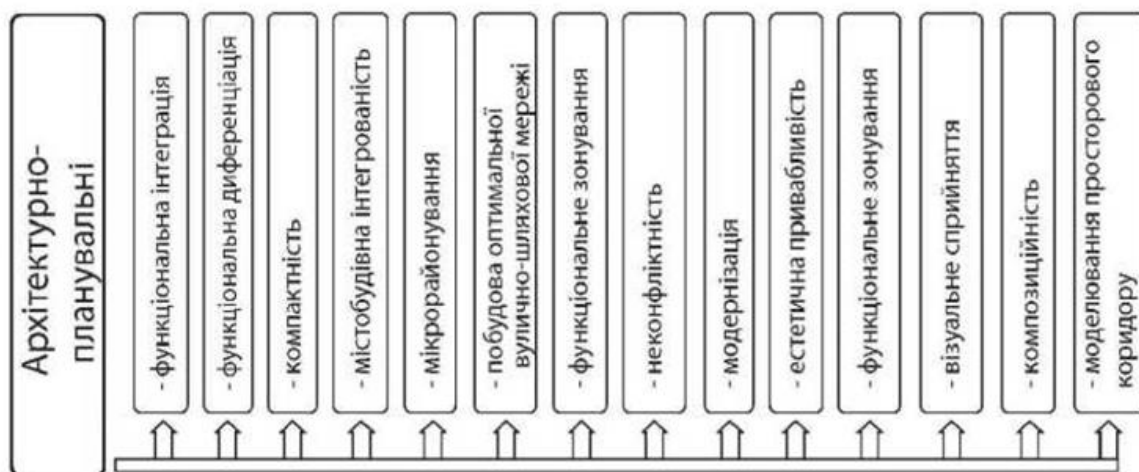 Архітектурно-
планувальні
- функціональна інтеграція
- функціональна диференціація
- компактність
- містобудівна інтегрованість
- мікрорайонування
- побудова оптимальної
вулично-шляхової мережі
- функціональне зонування
- неконфліктність
- модернізація
- естетична привабливість
- функціональне зонування
- візуальне сприйняття
- композиційність
- моделювання просторового
коридору